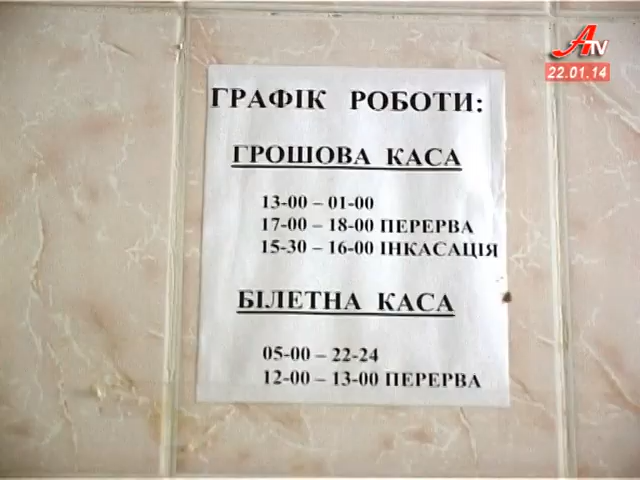 ATV
22.01.14
ГРАФІК РОБОТИ:
ГРОШОВА КАСА
13-00 – 01-00
17-00 – 18-00 ПЕРЕРВА
15-30 – 16-00 ІНКАСАЦІЯ
БІЛЕТНА КАСА
05-00 – 22-24
12-00 – 13-00 ПЕРЕРВА